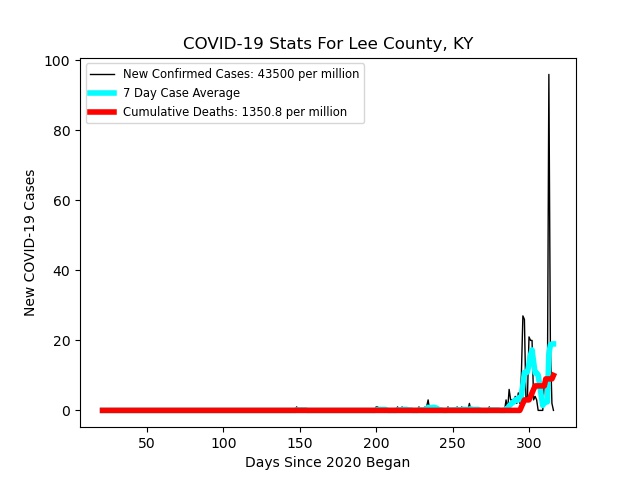 COVID-19 Stats For Lee County, KY
New Confirmed Cases: 43500 per million
7 Day Case Average
Cumulative Deaths: 1350.8 per million
New COVID-19 Cases
100
80
60
40
20
0
50 100 150 200 250 300
Days Since 2020 Began